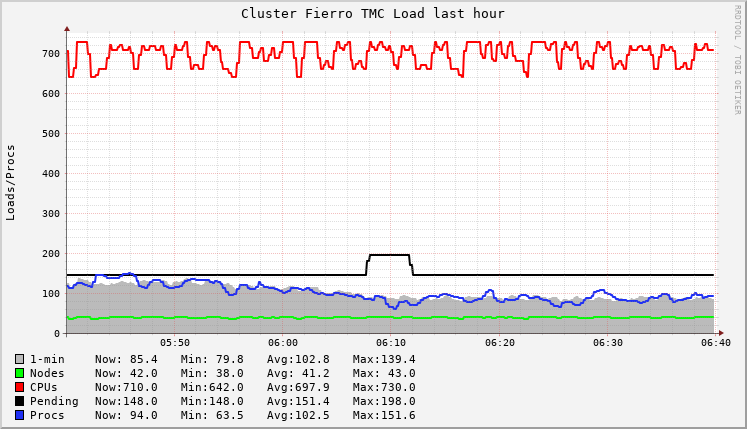 Cluster Fierro TMC Load last hour
RRDTOOL / TOBI OETIKER
Loads/Procs
700
600
500
400
300
200
100
0
05:50 06:00 06:10 06:20 06:30 06:40
1-min Now: 85.4 Min: 79.8 Avg:102.8 Max:139.4
Nodes Now: 42.0 Min: 38.0 Avg: 41.2 Max: 43.0
CPUs Now:710.0 Min:642.0 Avg:697.9 Max:730.0
Pending Now:148.0 Min:148.0 Avg:151.4 Max:198.0
Procs Now: 94.0 Min: 63.5 Avg:102.5 Max:151.6